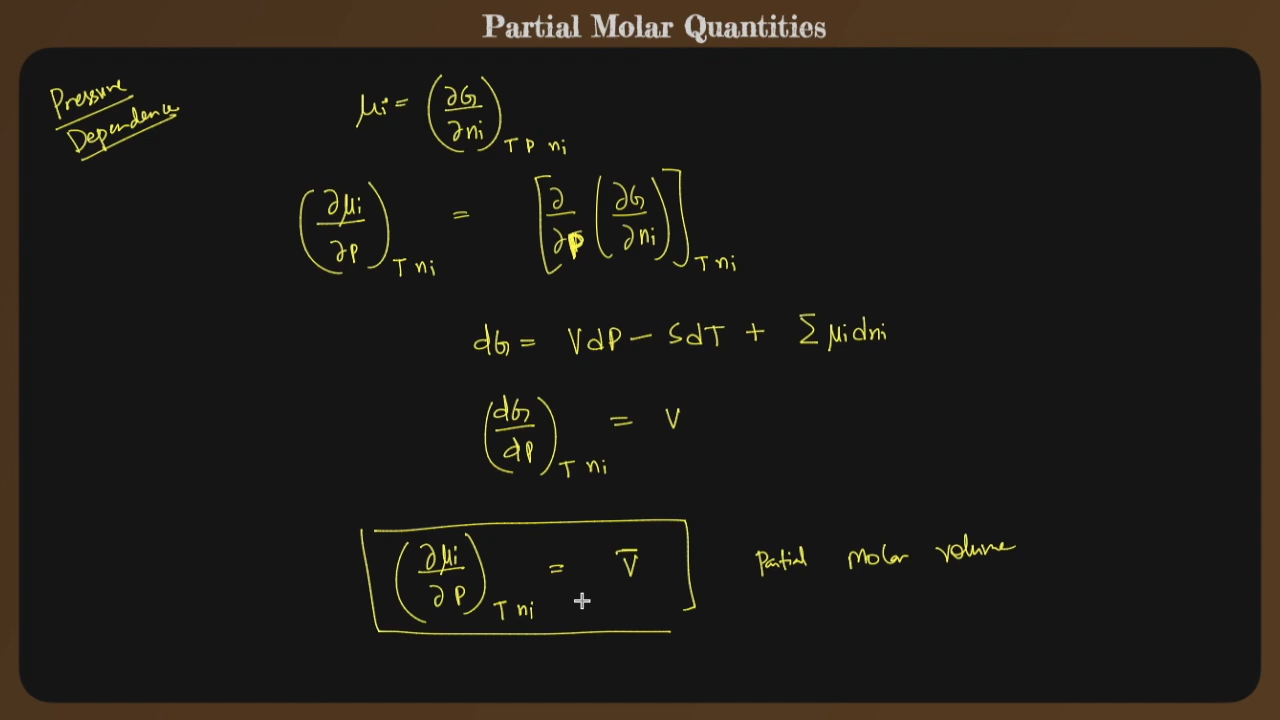 Partial Molar Quantities
Pressure
Dependence
μi = (∂G/∂ni) T P ni
(∂μi/∂P) T ni = [∂/∂P (∂G/∂ni)] T ni
dG = VdP – SdT + Σ μidni
(dG/dP) T ni = V
(∂μi/∂P) T ni = V̅ Partial Molar volume